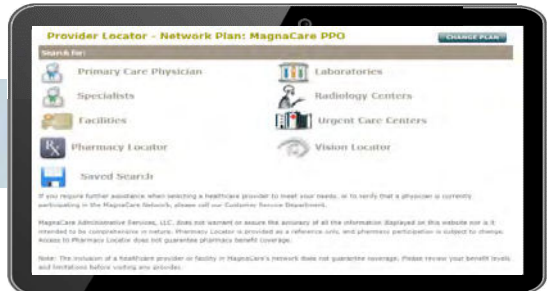 Provider Locator - Network Plan: MagnaCare PPO
CHANGE PLAN
Search for:
Primary Care Physician
Laboratories
Specialists
Radiology Centers
Facilities
Urgent Care Centers
Rx
Pharmacy Locator
Vision Locator
Saved Search
If you require further assistance when selecting a healthcare provider to meet your needs, or to verify that a physician is currently
participating in the MagnaCare Network, please call our Customer Service Department.
MagnaCare Administrative Services, LLC. does not warrant or assure the accuracy of all the information displayed on this website nor is it
intended to be comprehensive in nature. Pharmacy Locator is provided as a reference only, and pharmacy participation is subject to change.
Access to Pharmacy Locator does not guarantee pharmacy benefit coverage.
Note: The inclusion of a healthcare provider or facility in MagnaCare's network does not guarantee coverage. Please review your benefit levels
and limitations before visiting any provider.